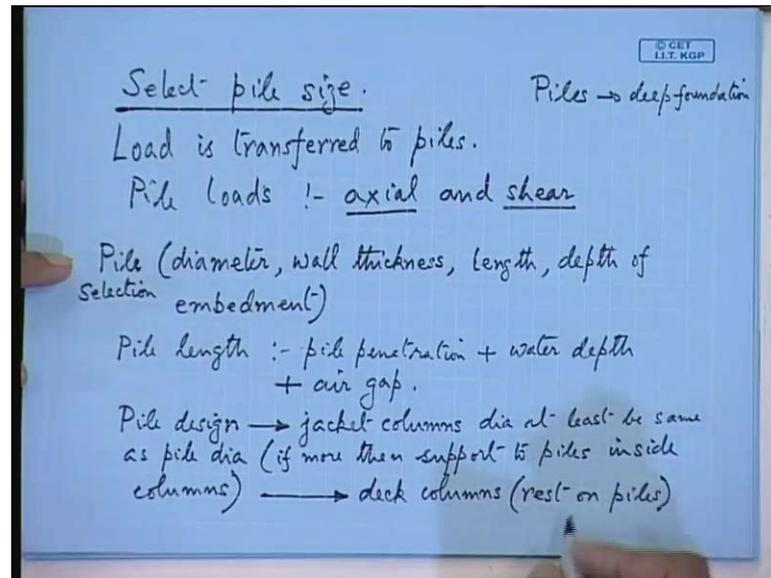 © CET
I.I.T. KGP
Select pile size.
Piles → deep foundation
Load is transferred to piles.
Pile loads :- axial and shear
Pile (diameter, wall thickness, length, depth of
selection embedment)
Pile length :- pile penetration + water depth
+ air gap.
Pile design → jacket columns dia at least be same
as pile dia (if more then support to piles inside
columns) → deck columns (rest on piles)